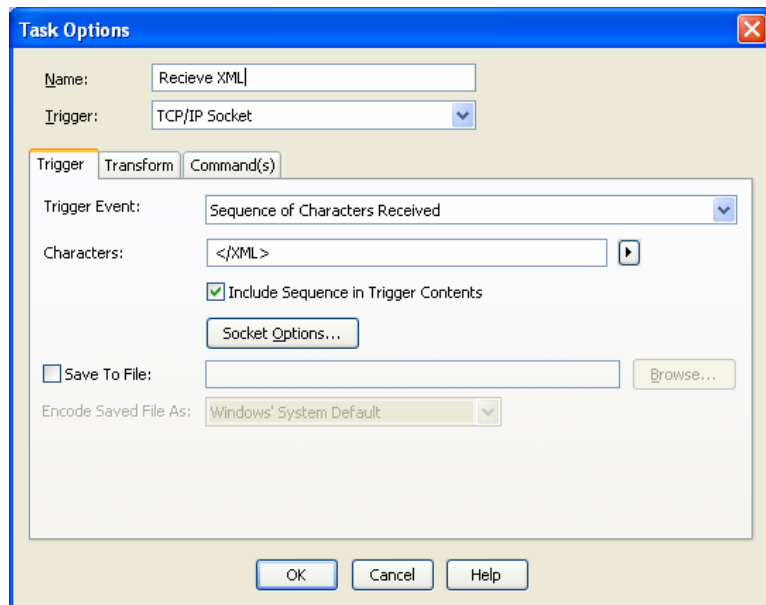 Task Options
Name: Recieve XML
Trigger: TCP/IP Socket
Trigger Transform Command(s)
Trigger Event: Sequence of Characters Received
Characters: </XML>
Include Sequence in Trigger Contents
Socket Options...
Save To File: Browse...
Encode Saved File As: Windows' System Default
OK Cancel Help